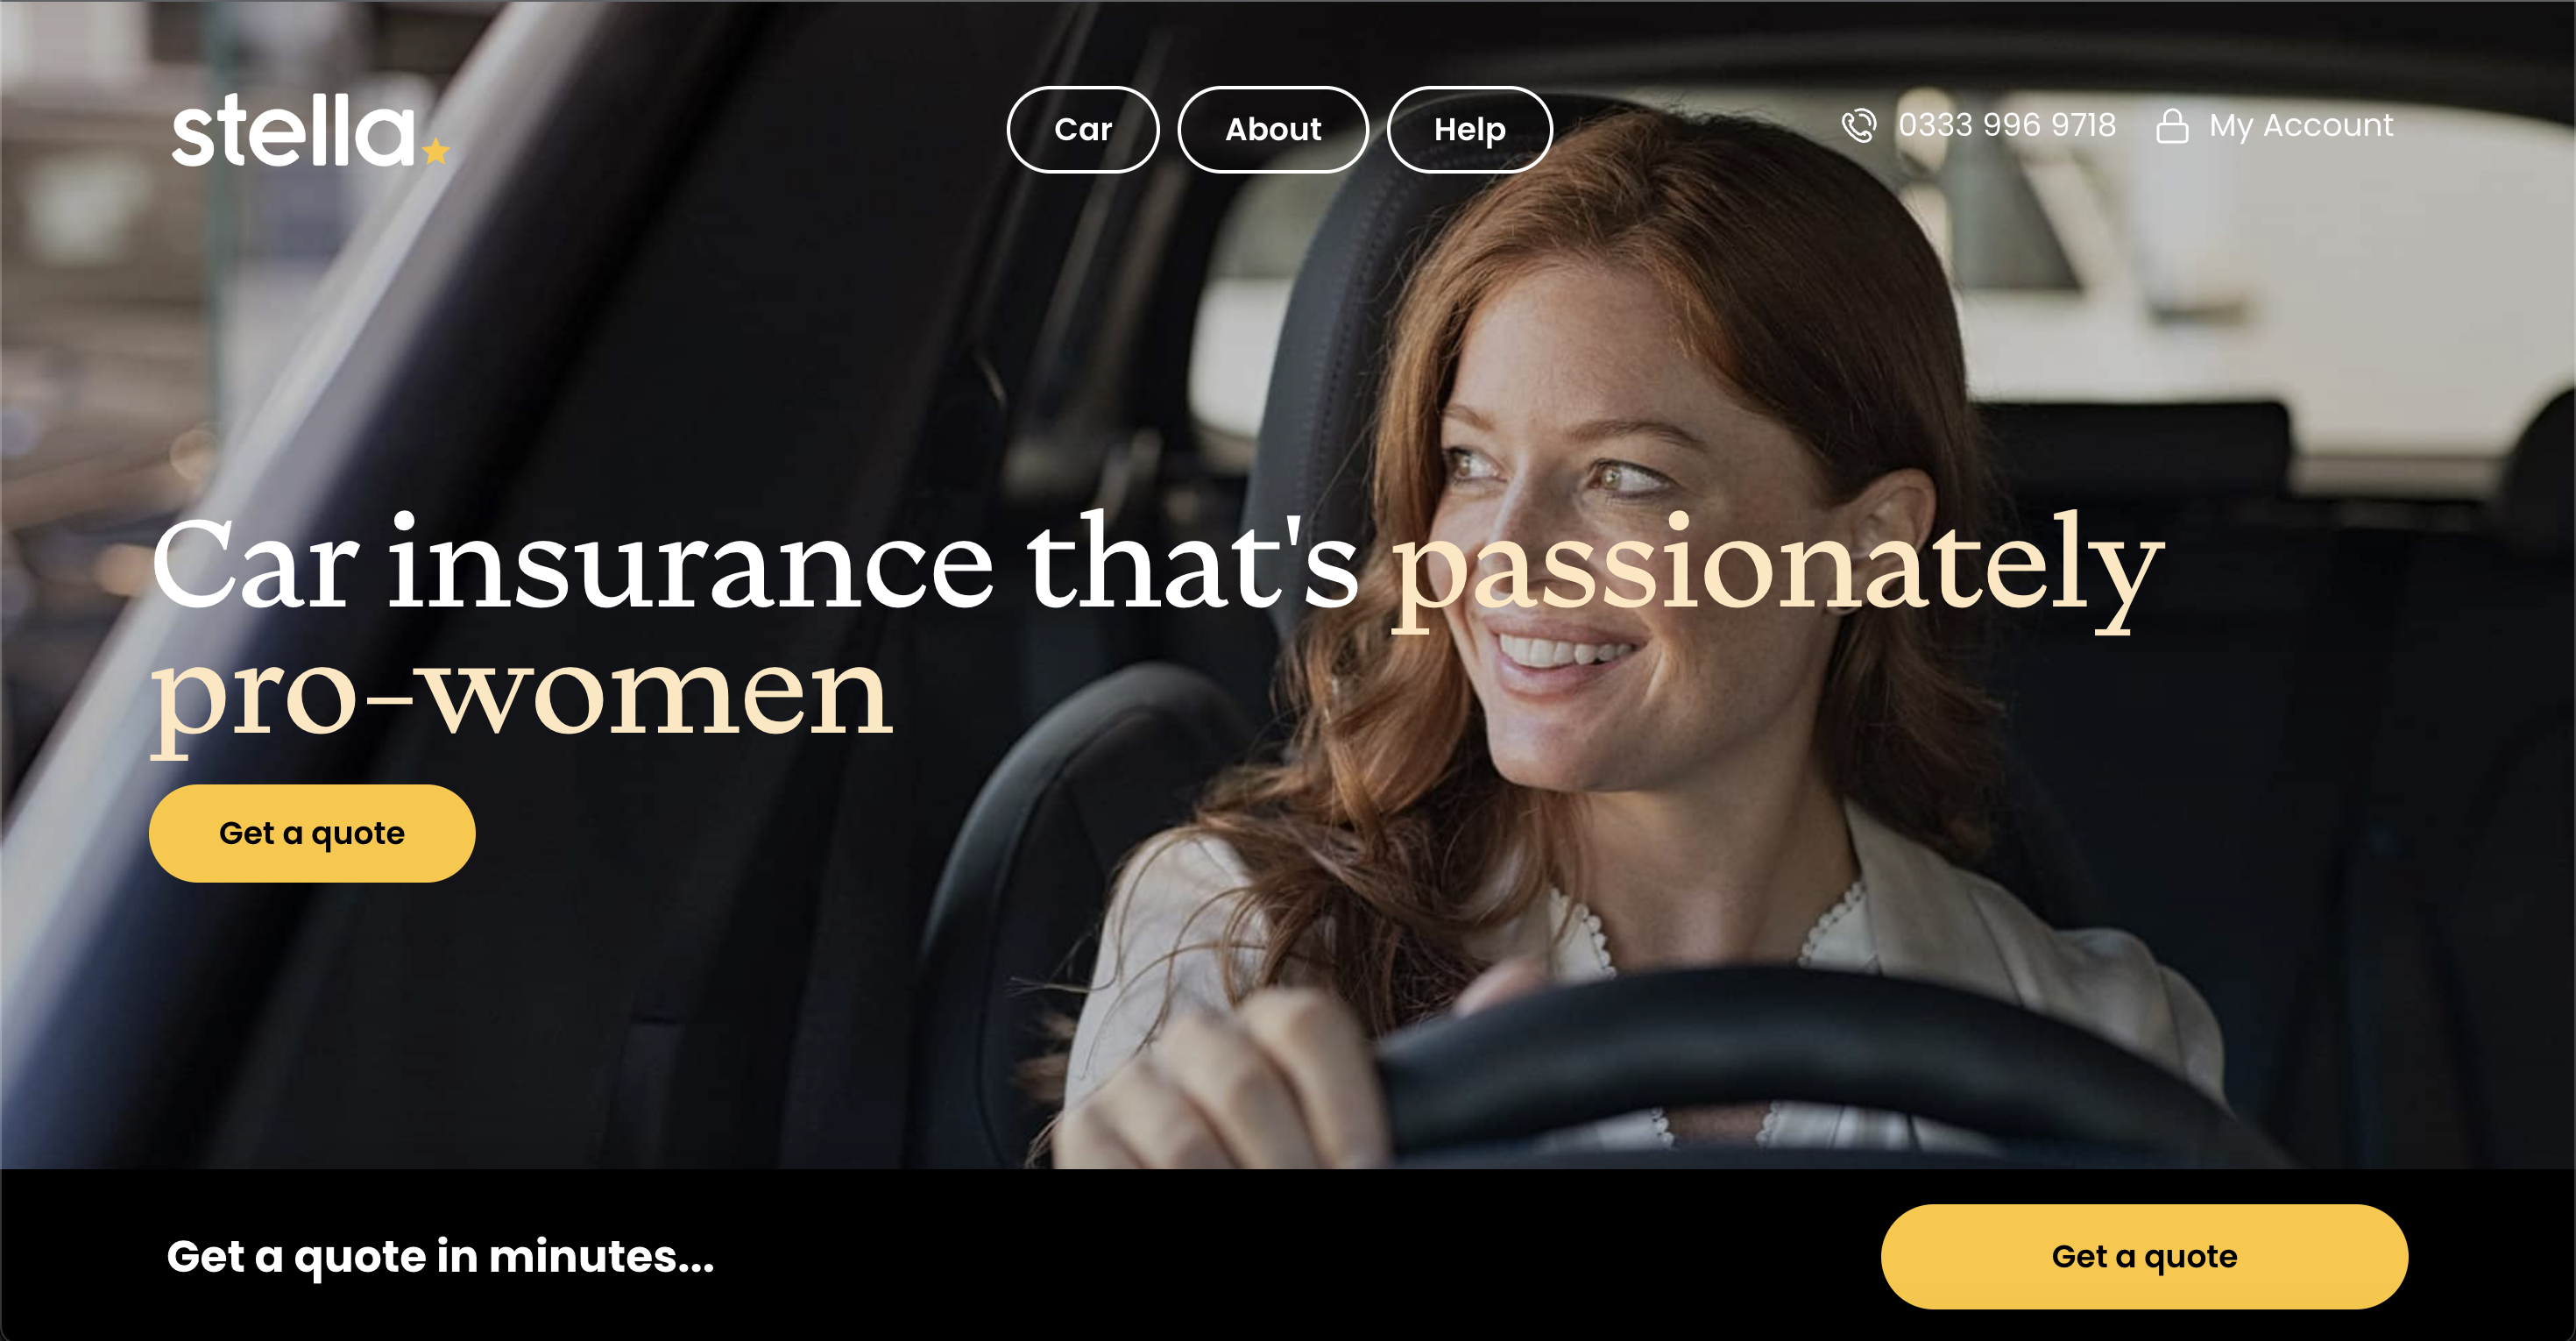 stella
Car
About
Help
0333 996 9718
My Account
Car insurance that's passionately
pro-women
Get a quote
Get a quote in minutes...
Get a quote